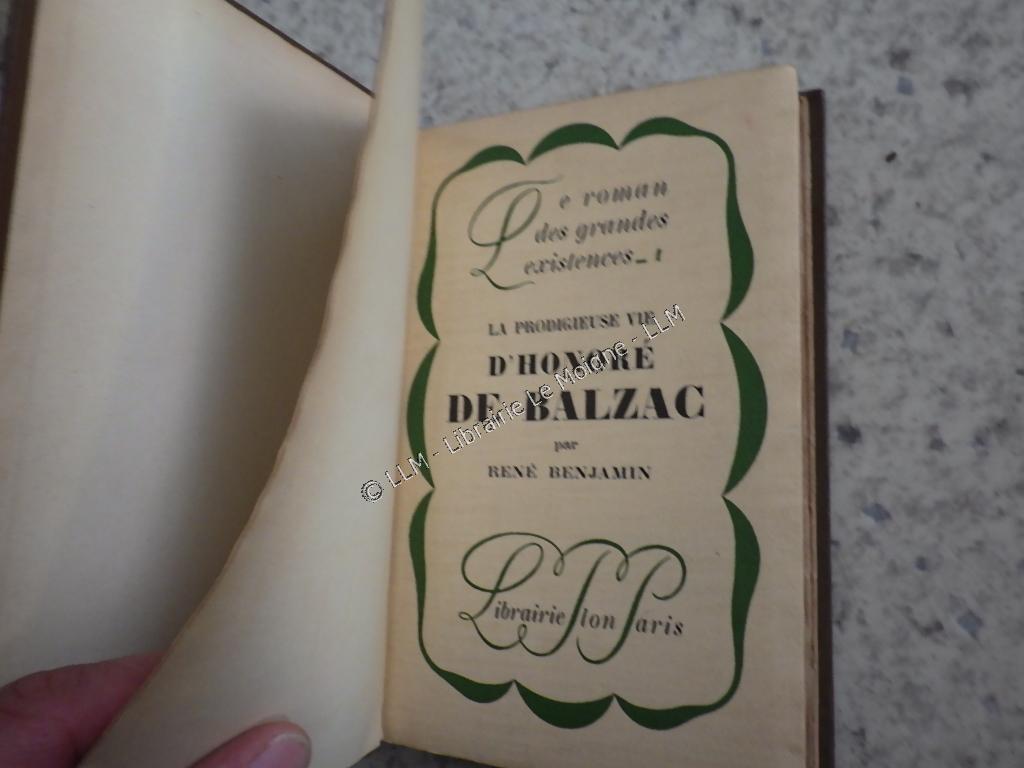 Le roman
des grandes
existences_ 1
LA PRODIGIEUSE VIE
D'HONORÉ
DE BALZAC
par
RENÉ BENJAMIN
Librairie Plon Paris
© LLM - Librairie Le Moigne - LLM